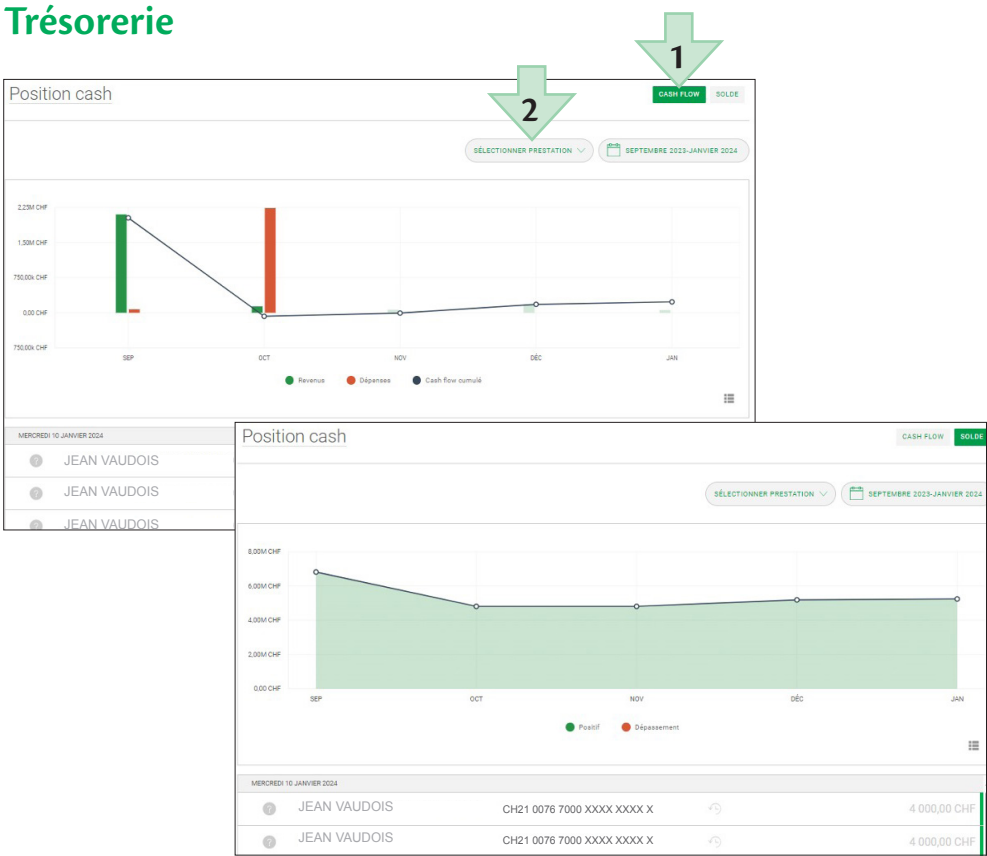 Trésorerie
1
2
Position cash
CASH FLOW SOLDE
SÉLECTIONNER PRESTATION SEPTEMBRE 2023-JANVIER 2024
2,25M CHF
1,50M CHF
750,00k CHF
0,00 CHF
750,00k CHF
SEP OCT NOV DÉC JAN
Revenus Dépenses Cash flow cumulé
MERCREDI 10 JANVIER 2024
? JEAN VAUDOIS
? JEAN VAUDOIS
? JEAN VAUDOIS
Position cash
CASH FLOW SOLDE
SÉLECTIONNER PRESTATION SEPTEMBRE 2023-JANVIER 2024
8,00M CHF
6,00M CHF
4,00M CHF
2,00M CHF
0,00 CHF
SEP OCT NOV DÉC JAN
Positif Dépassement
MERCREDI 10 JANVIER 2024
? JEAN VAUDOIS CH21 0076 7000 XXXX XXXX X 4 000,00 CHF
? JEAN VAUDOIS CH21 0076 7000 XXXX XXXX X 4 000,00 CHF